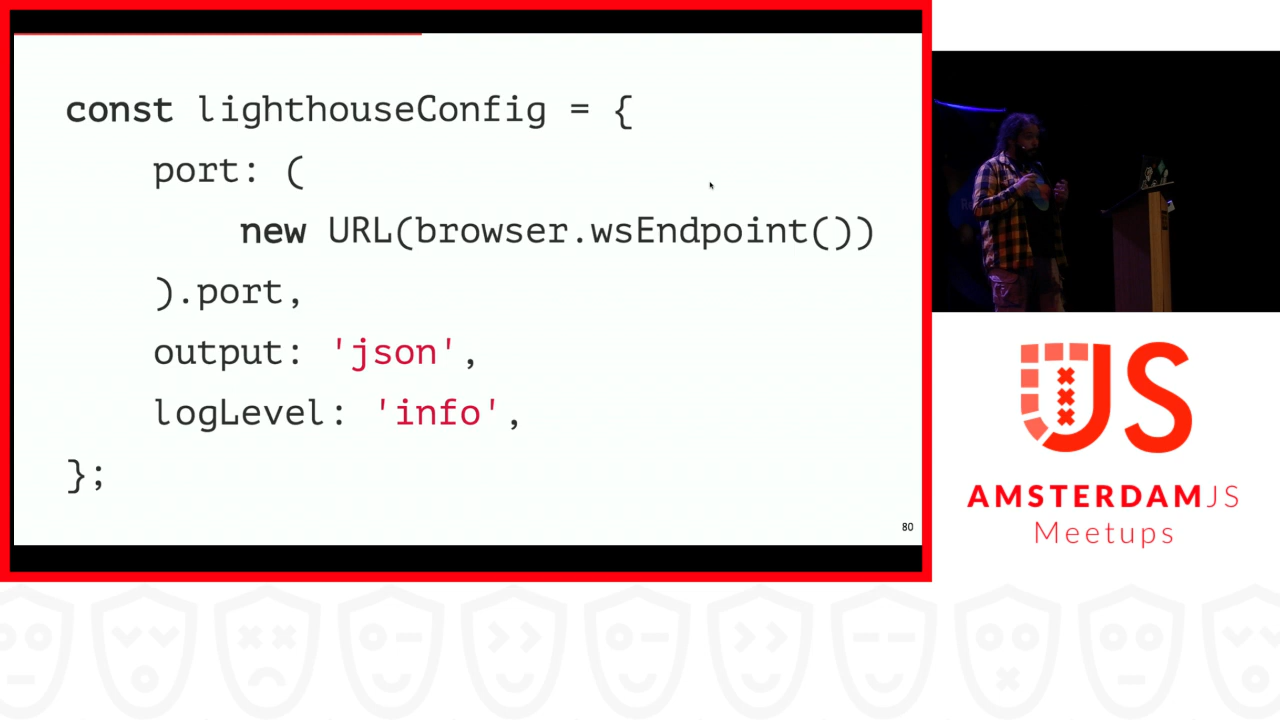 const lighthouseConfig = {
    port: (
        new URL(browser.wsEndpoint())
    ).port,
    output: 'json',
    logLevel: 'info',
};
80
JS
AMSTERDAMJS
Meetups